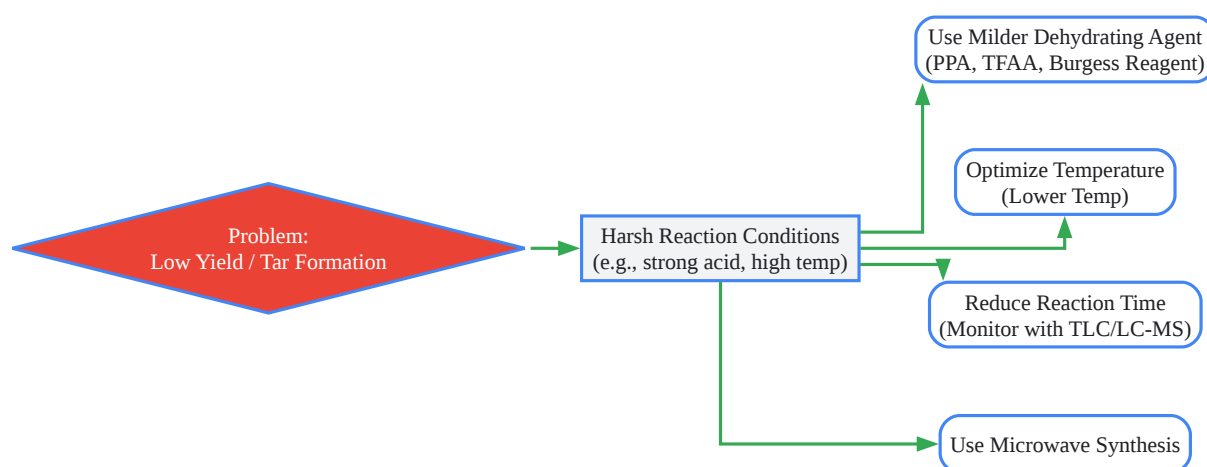 Use Milder Dehydrating Agent
(PPA, TFAA, Burgess Reagent)
Optimize Temperature
(Lower Temp)
Problem:
Low Yield / Tar Formation
Harsh Reaction Conditions
(e.g., strong acid, high temp)
Reduce Reaction Time
(Monitor with TLC/LC-MS)
Use Microwave Synthesis